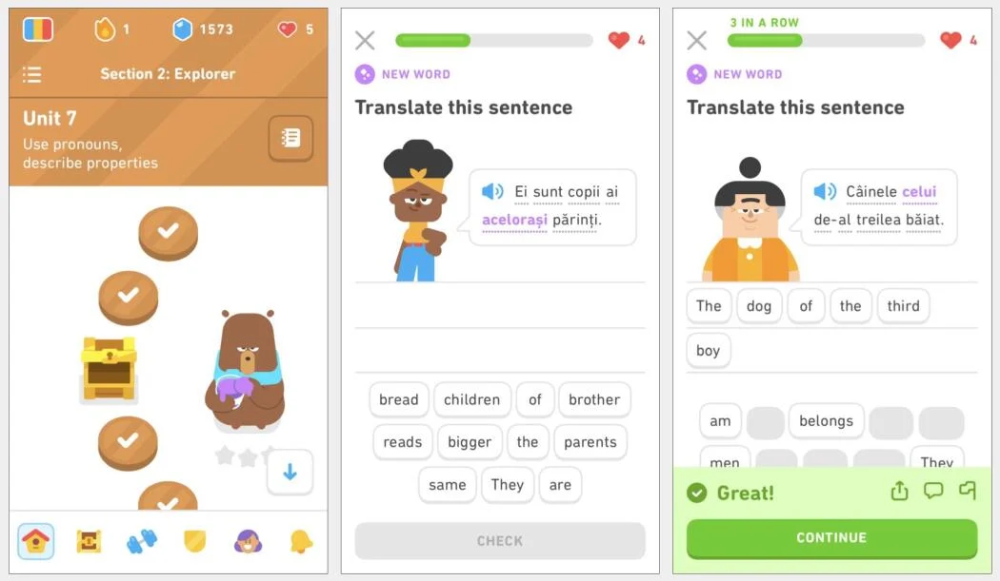 1
1573
5
Section 2: Explorer
Unit 7
Use pronouns,
describe properties
4
NEW WORD
Translate this sentence
Ei sunt copii ai
acelorași părinți.
bread children of brother
reads bigger the parents
same They are
CHECK
3 IN A ROW
4
NEW WORD
Translate this sentence
Câinele celui
de-al treilea băiat.
The dog of the third
boy
am belongs
men They
Great!
CONTINUE